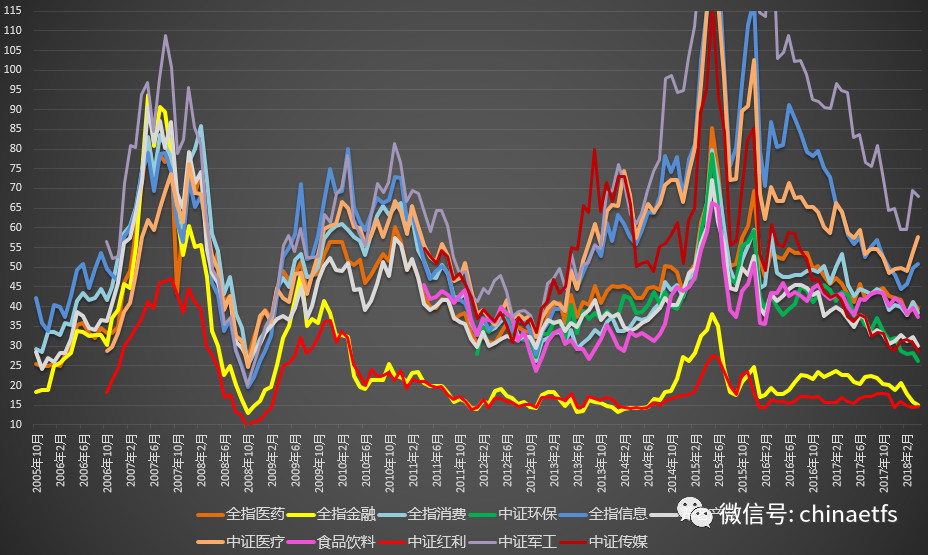 115
110
105
100
95
90
85
80
75
70
65
60
55
50
45
40
35
30
25
20
15
10
2005年10月
2006年2月
2006年6月
2006年10月
2007年2月
2007年6月
2007年10月
2008年2月
2008年6月
2008年10月
2009年2月
2009年6月
2009年10月
2010年2月
2010年6月
2010年10月
2011年2月
2011年6月
2011年10月
2012年2月
2012年6月
2012年10月
2013年2月
2013年6月
2013年10月
2014年2月
2014年6月
2014年10月
2015年2月
2015年6月
2015年10月
2016年2月
2016年6月
2016年10月
2017年2月
2017年6月
2017年10月
2018年2月
全指医药 全指金融 全指消费 中证环保 全指信息
微信号: chinaetfs
中证医疗 食品饮料 中证红利 中证军工 中证传媒